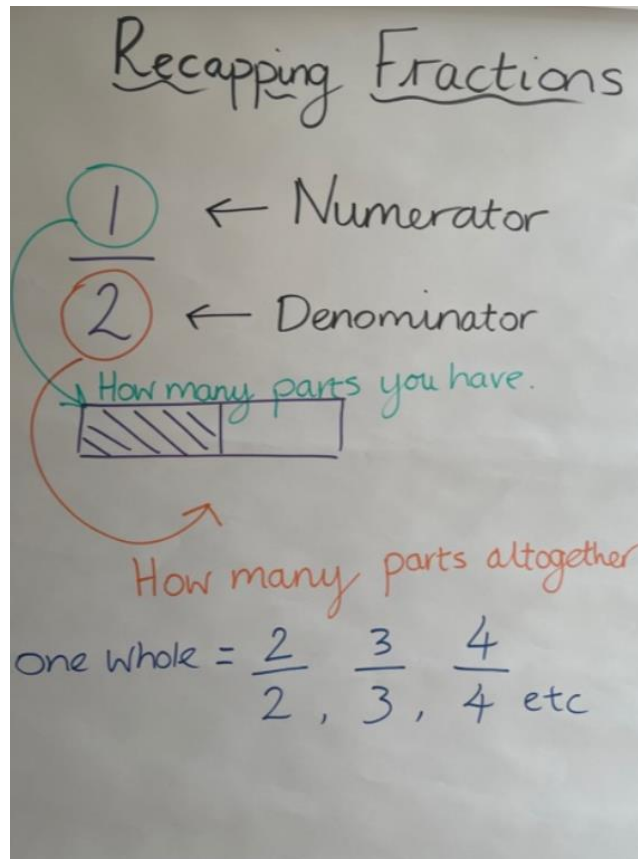 Recapping Fractions
1 ← Numerator
2 ← Denominator
How many parts you have.
How many parts altogether
one whole = 2/2, 3/3, 4/4 etc